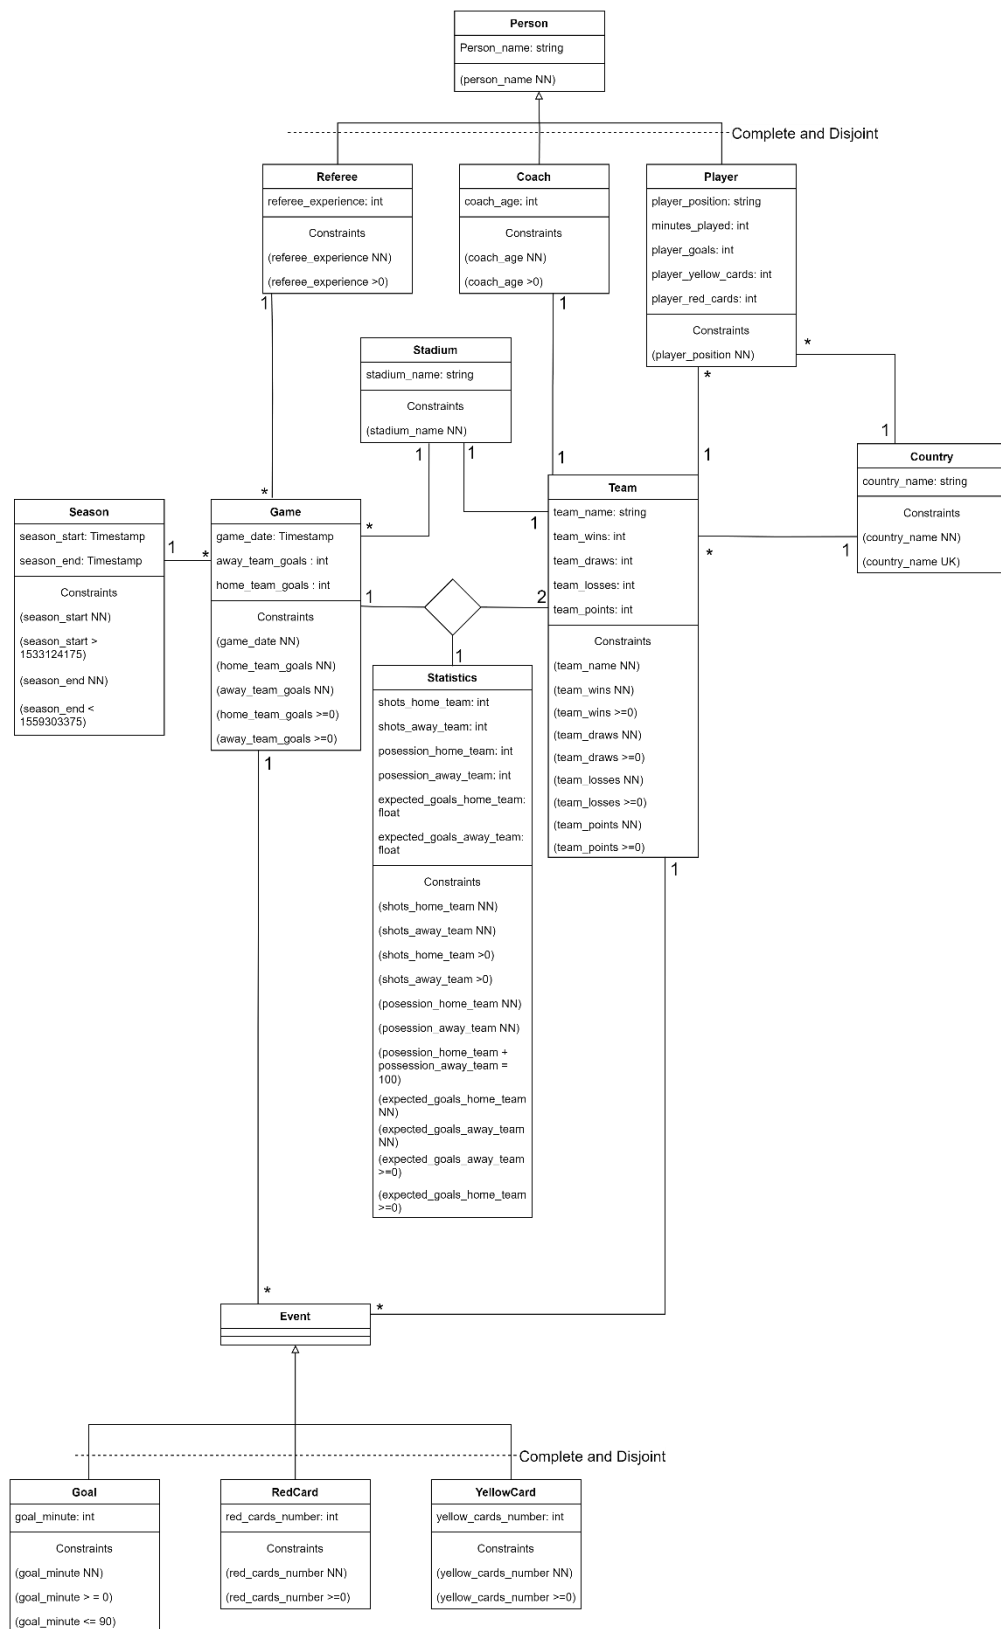 Person
Person_name: string
(person_name NN)
Complete and Disjoint
Referee
referee_experience: int
Constraints
(referee_experience NN)
(referee_experience >0)
1
Coach
coach_age: int
Constraints
(coach_age NN)
(coach_age >0)
1
Player
player_position: string
minutes_played: int
player_goals: int
player_yellow_cards: int
player_red_cards: int
Constraints
(player_position NN)
*
*
Stadium
stadium_name: string
Constraints
(stadium_name NN)
1
1
1
Country
country_name: string
Constraints
(country_name NN)
(country_name UK)
1
Season
season_start: Timestamp
season_end: Timestamp
Constraints
(season_start NN)
(season_start >
1533124175)
(season_end NN)
(season_end <
1559303375)
1
*
*
Game
game_date: Timestamp
away_team_goals : int
home_team_goals : int
Constraints
(game_date NN)
(home_team_goals NN)
(away_team_goals NN)
(home_team_goals >=0)
(away_team_goals >=0)
*
1
1
1
1
1
Team
team_name: string
team_wins: int
team_draws: int
team_losses: int
team_points: int
Constraints
(team_name NN)
(team_wins NN)
(team_wins >=0)
(team_draws NN)
(team_draws >=0)
(team_losses NN)
(team_losses >=0)
(team_points NN)
(team_points >=0)
*
2
1
1
Statistics
shots_home_team: int
shots_away_team: int
posession_home_team: int
posession_away_team: int
expected_goals_home_team:
float
expected_goals_away_team:
float
Constraints
(shots_home_team NN)
(shots_away_team NN)
(shots_home_team >0)
(shots_away_team >0)
(posession_home_team NN)
(posession_away_team NN)
(posession_home_team +
possession_away_team =
100)
(expected_goals_home_team
NN)
(expected_goals_away_team
NN)
(expected_goals_away_team
>=0)
(expected_goals_home_team
>=0)
*
*
Event
Complete and Disjoint
Goal
goal_minute: int
Constraints
(goal_minute NN)
(goal_minute > = 0)
(goal_minute <= 90)
RedCard
red_cards_number: int
Constraints
(red_cards_number NN)
(red_cards_number >=0)
YellowCard
yellow_cards_number: int
Constraints
(yellow_cards_number NN)
(yellow_cards_number >=0)